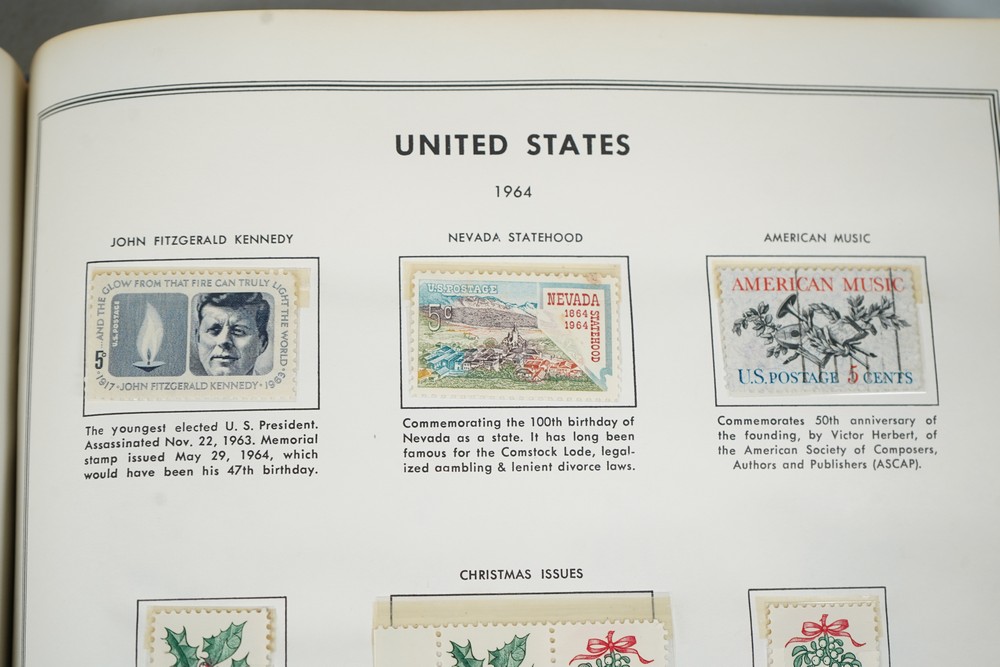 UNITED STATES
1964
JOHN FITZGERALD KENNEDY
...AND THE GLOW FROM THAT FIRE CAN TRULY LIGHT THE WORLD
U.S. POSTAGE
5c
1917·JOHN FITZGERALD KENNEDY·1963
The youngest elected U. S. President.
Assassinated Nov. 22, 1963. Memorial
stamp issued May 29, 1964, which
would have been his 47th birthday.
NEVADA STATEHOOD
U.S. POSTAGE
5c
NEVADA
1864
1964
STATEHOOD
Commemorating the 100th birthday of
Nevada as a state. It has long been
famous for the Comstock Lode, legal-
ized gambling & lenient divorce laws.
AMERICAN MUSIC
AMERICAN MUSIC
U.S. POSTAGE 5 CENTS
Commemorates 50th anniversary of
the founding, by Victor Herbert, of
the American Society of Composers,
Authors and Publishers (ASCAP).
CHRISTMAS ISSUES